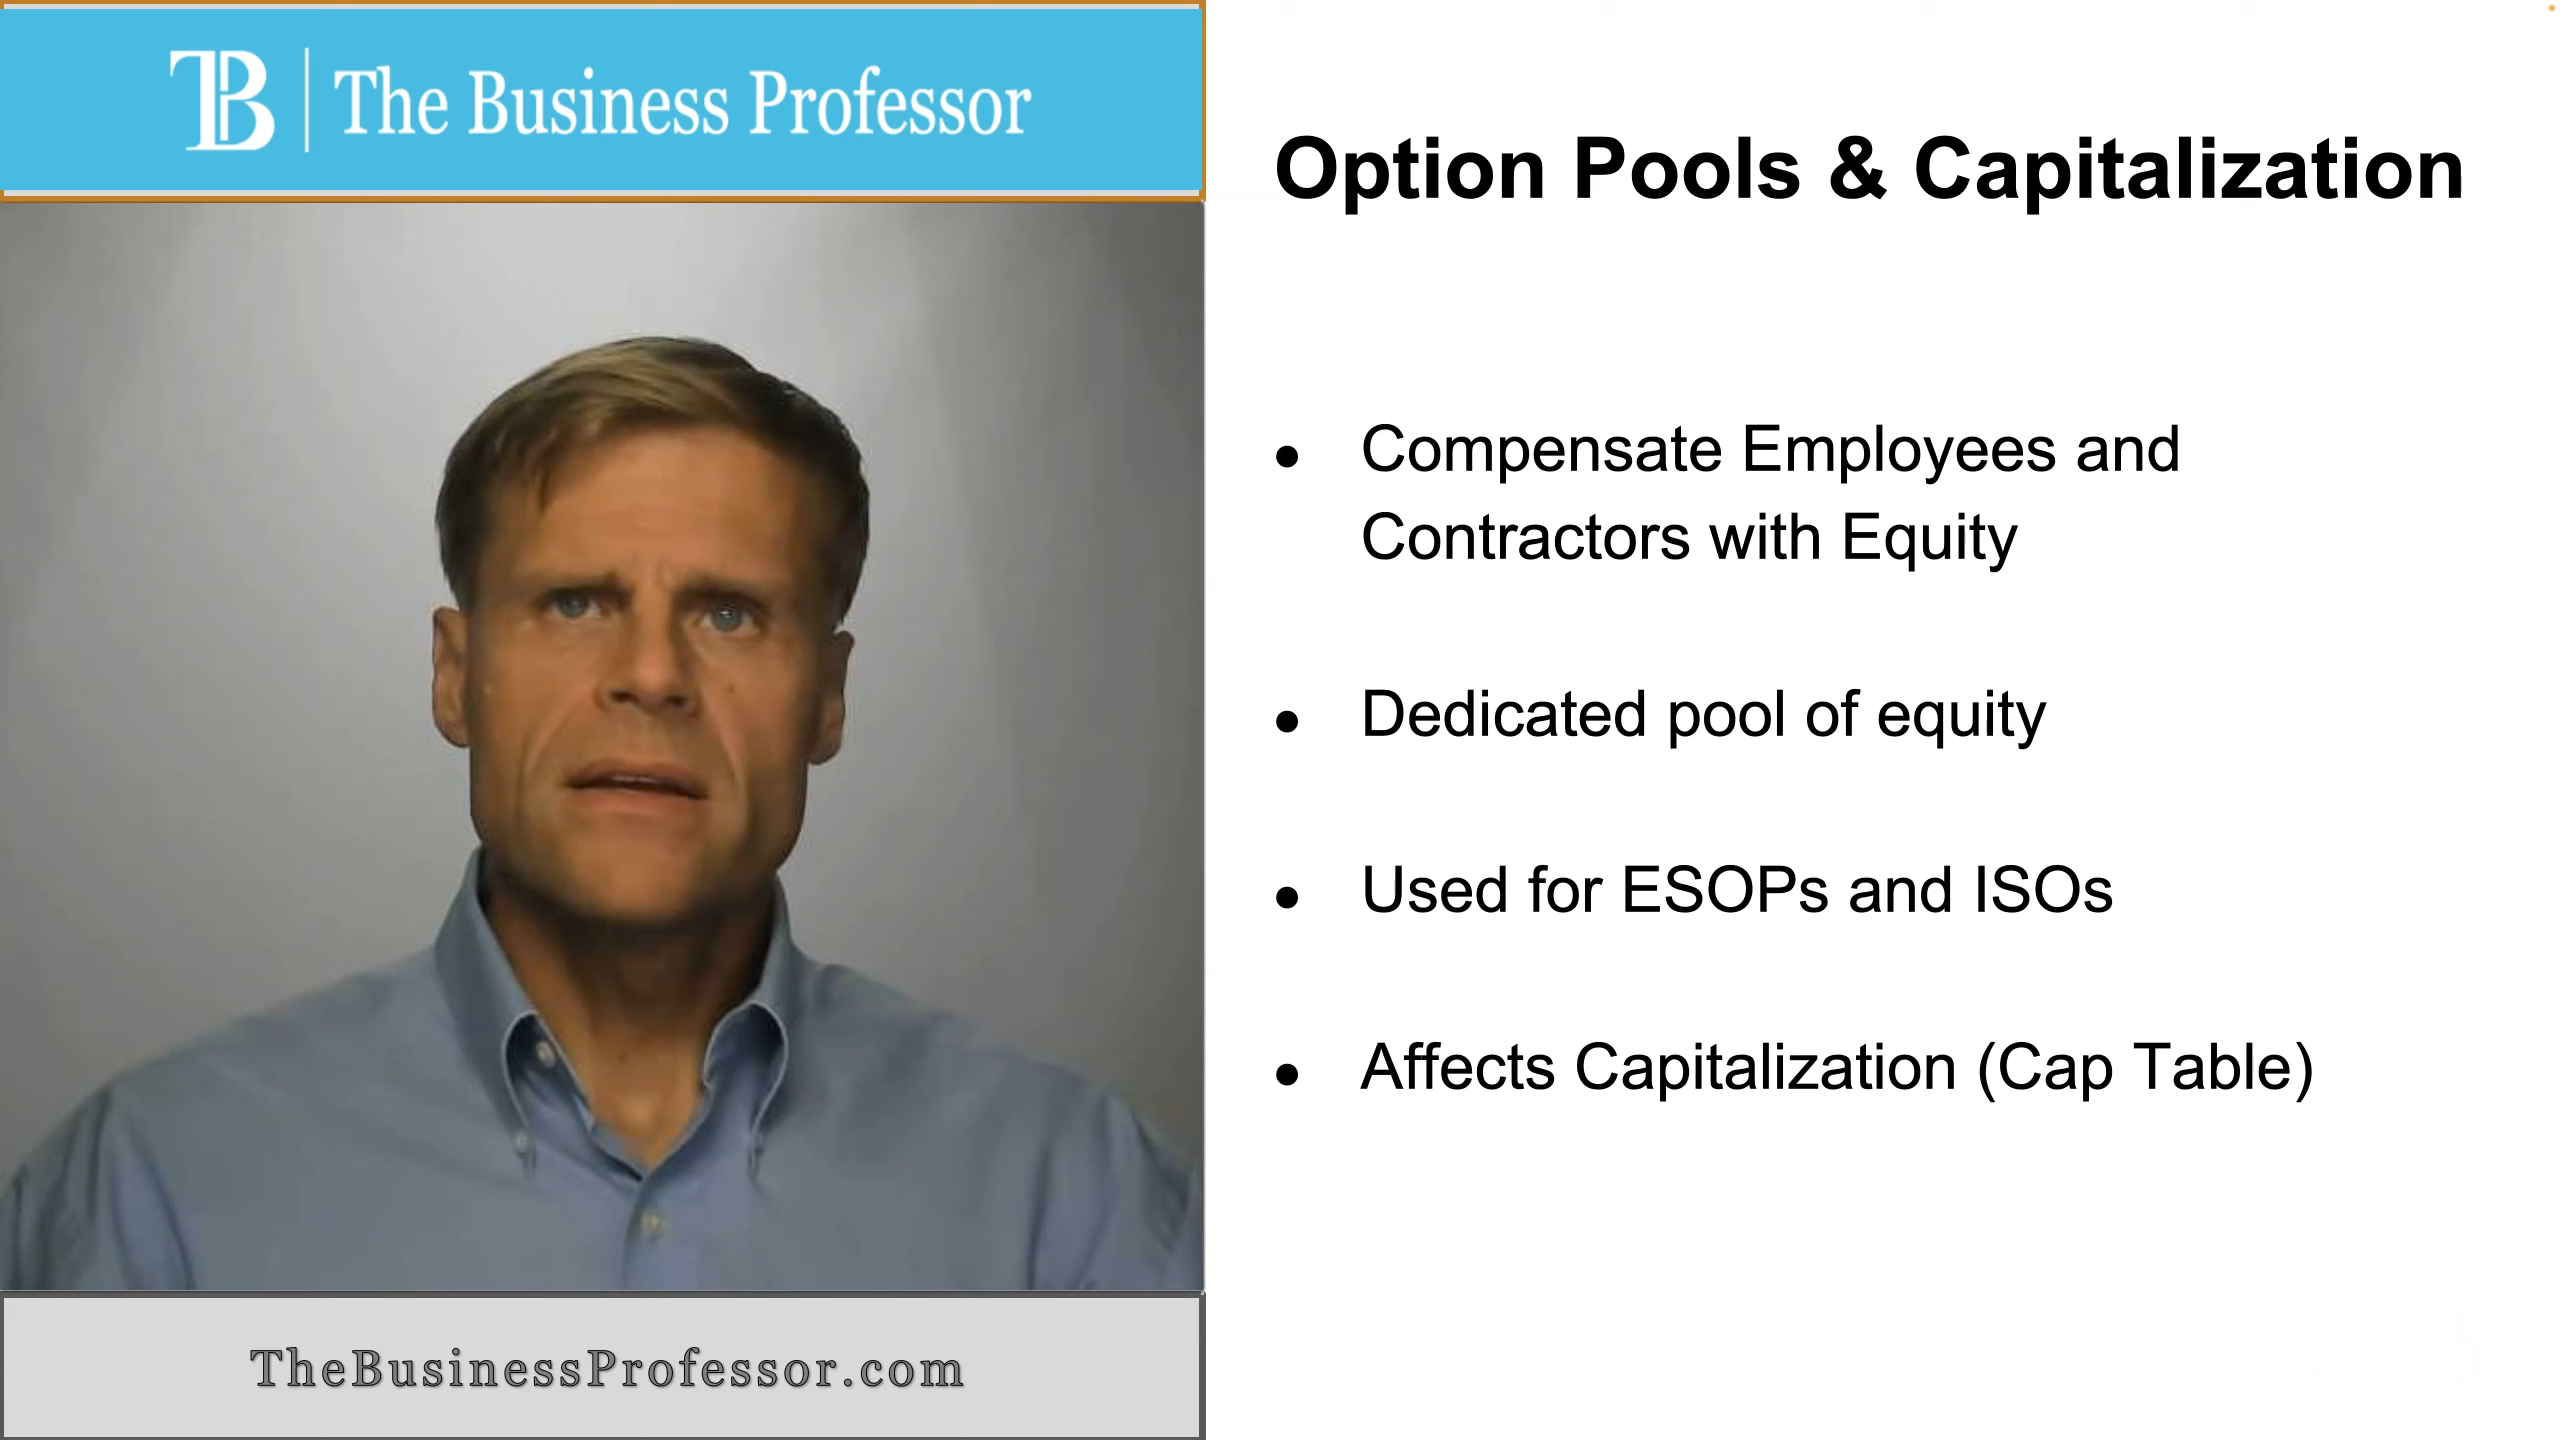 The Business Professor
Option Pools & Capitalization
● Compensate Employees and
Contractors with Equity
● Dedicated pool of equity
● Used for ESOPs and ISOs
● Affects Capitalization (Cap Table)
TheBusinessProfessor.com